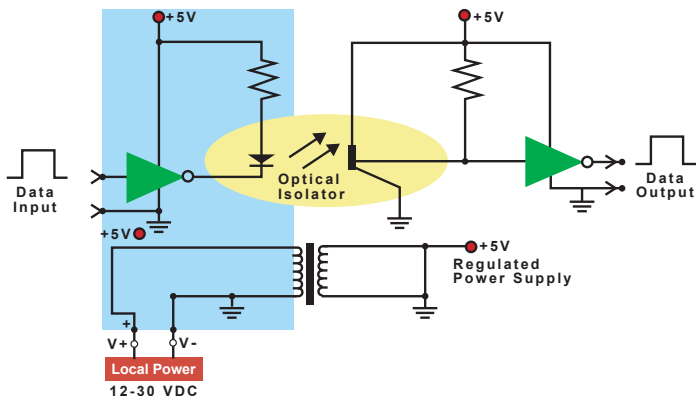 +5V
+5V
Data
Input
Optical
Isolator
Data
Output
+5V
+5V
Regulated
Power Supply
+
V+
V-
Local Power
12-30 VDC